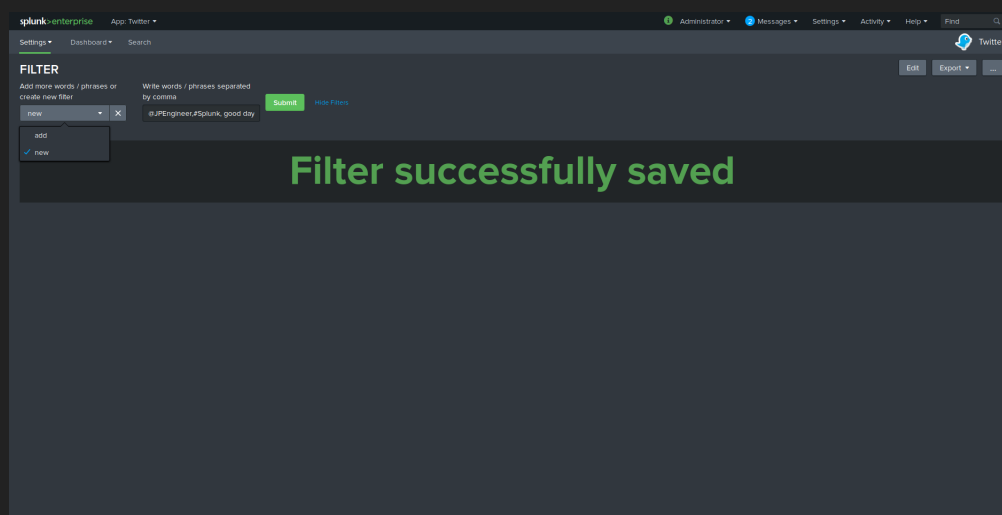 splunk>enterprise App: Twitter Administrator 2 Messages Settings Activity Help Find
Settings Dashboard Search Twitte
FILTER Edit Export ...
Add more words / phrases or
create new filter
Write words / phrases separated
by comma
new
@JPEngineer,#Splunk, good day
Submit Hide Filters
add
new
Filter successfully saved